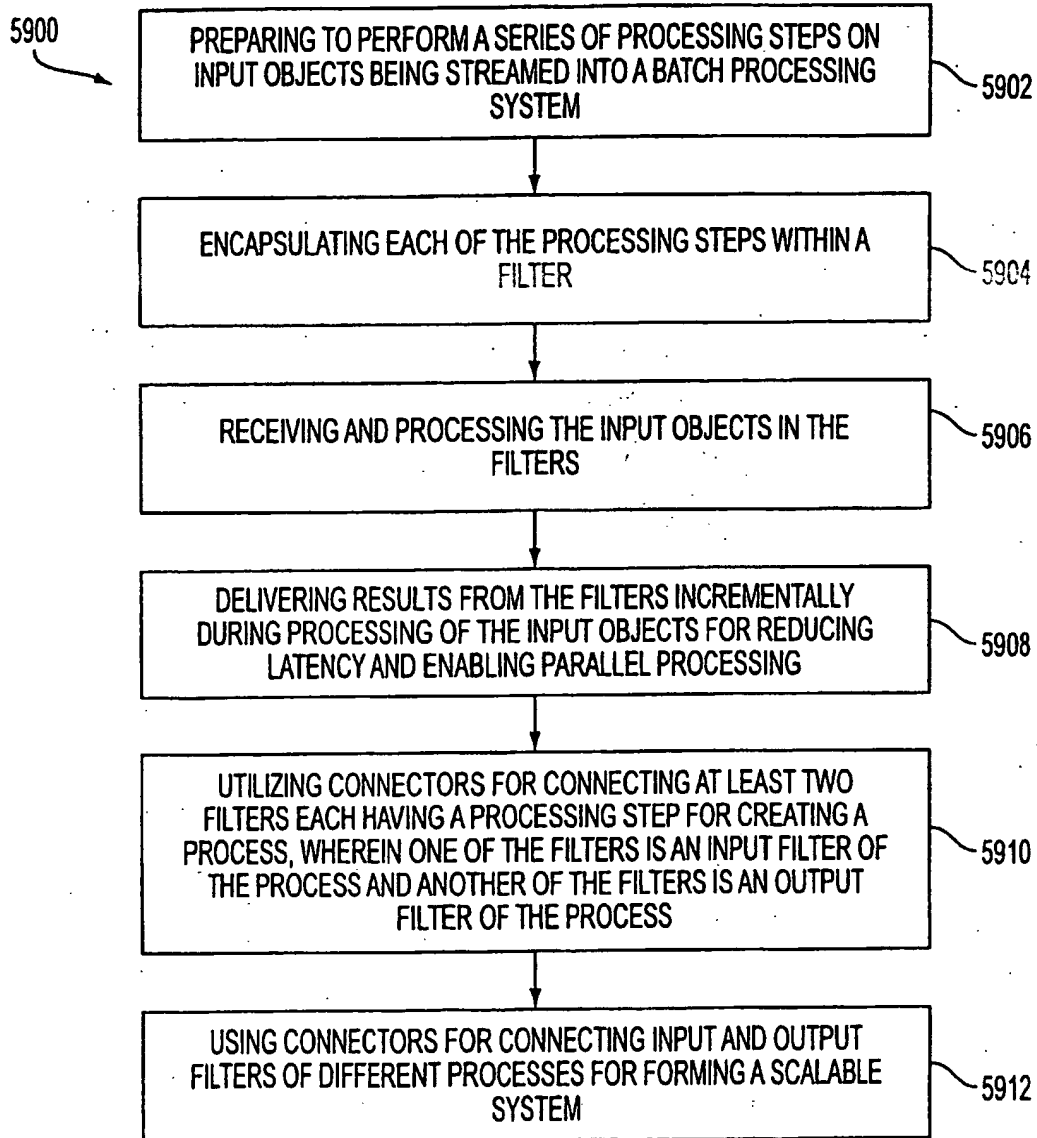 5900
PREPARING TO PERFORM A SERIES OF PROCESSING STEPS ON
INPUT OBJECTS BEING STREAMED INTO A BATCH PROCESSING
SYSTEM
5902
ENCAPSULATING EACH OF THE PROCESSING STEPS WITHIN A
FILTER
5904
RECEIVING AND PROCESSING THE INPUT OBJECTS IN THE
FILTERS
5906
DELIVERING RESULTS FROM THE FILTERS INCREMENTALLY
DURING PROCESSING OF THE INPUT OBJECTS FOR REDUCING
LATENCY AND ENABLING PARALLEL PROCESSING
5908
UTILIZING CONNECTORS FOR CONNECTING AT LEAST TWO
FILTERS EACH HAVING A PROCESSING STEP FOR CREATING A
PROCESS, WHEREIN ONE OF THE FILTERS IS AN INPUT FILTER OF
THE PROCESS AND ANOTHER OF THE FILTERS IS AN OUTPUT
FILTER OF THE PROCESS
5910
USING CONNECTORS FOR CONNECTING INPUT AND OUTPUT
FILTERS OF DIFFERENT PROCESSES FOR FORMING A SCALABLE
SYSTEM
5912